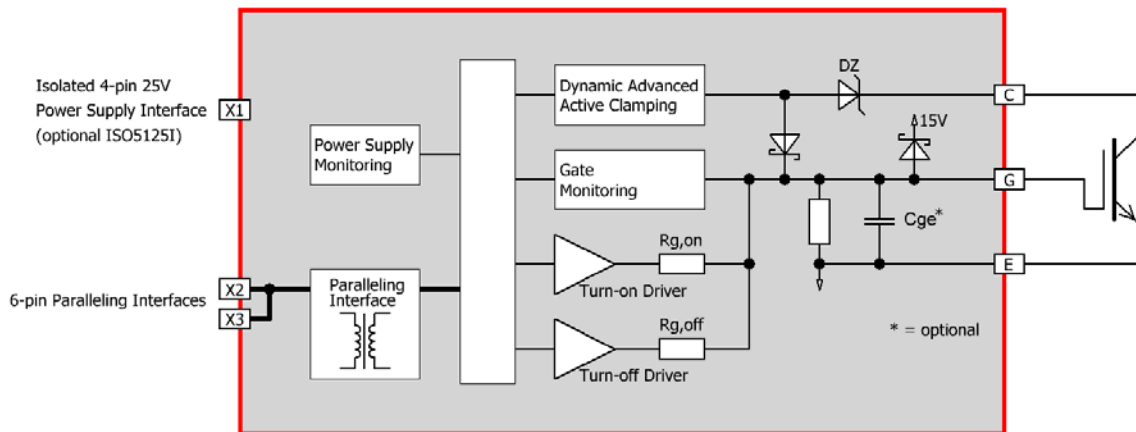 Isolated 4-pin 25V
Power Supply Interface
(optional ISO5125I)
X1
Power Supply
Monitoring
6-pin Paralleling Interfaces
X2
X3
Paralleling
Interface
Dynamic Advanced
Active Clamping
Gate
Monitoring
Rg,on
Turn-on Driver
Rg,off
Turn-off Driver
DZ
15V
Cge*
* = optional
C
G
E